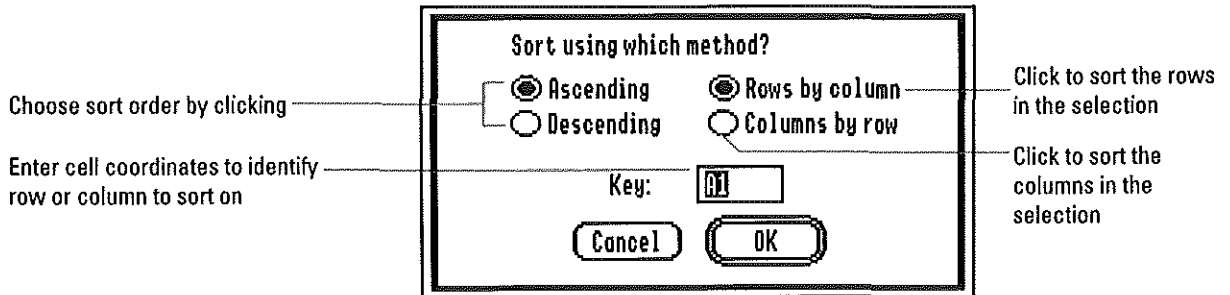 Sort using which method?
Ascending
Rows by column
Descending
Columns by row
Key: A1
Cancel
OK
Choose sort order by clicking
Enter cell coordinates to identify
row or column to sort on
Click to sort the rows
in the selection
Click to sort the
columns in the
selection